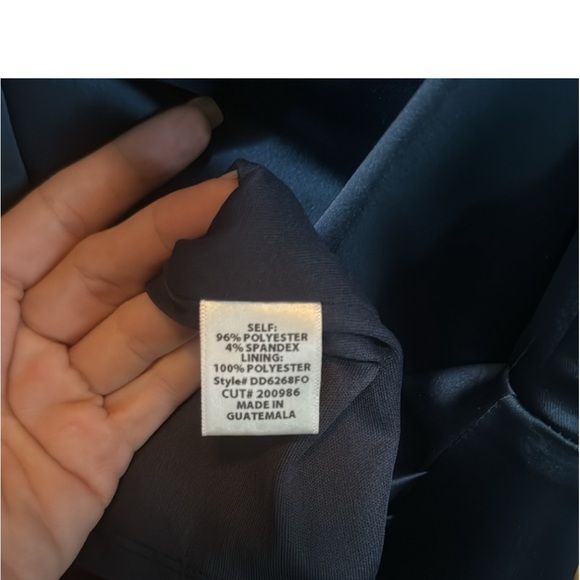 SELF:
96% POLYESTER
4% SPANDEX
LINING:
100% POLYESTER
Style# DD6268FO
CUT# 200986
MADE IN
GUATEMALA